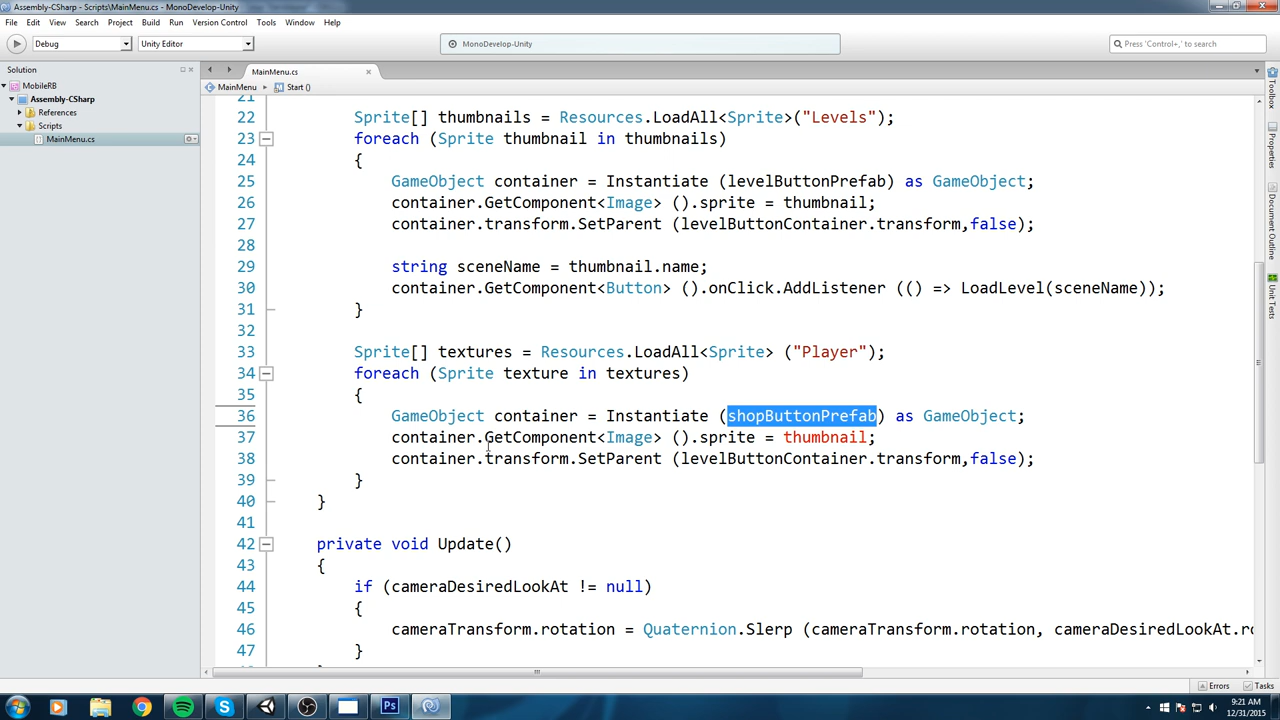 Assembly-CSharp - Scripts\MainMenu.cs - MonoDevelop-Unity
File Edit View Search Project Build Run Version Control Tools Window Help
Debug Unity Editor MonoDevelop-Unity Press 'Control+,' to search
Solution
MainMenu.cs
MobileRB
Assembly-CSharp
References
Scripts
MainMenu.cs
MainMenu Start ()
21
22 Sprite[] thumbnails = Resources.LoadAll<Sprite>("Levels");
23 foreach (Sprite thumbnail in thumbnails)
24 {
25 GameObject container = Instantiate (levelButtonPrefab) as GameObject;
26 container.GetComponent<Image> ().sprite = thumbnail;
27 container.transform.SetParent (levelButtonContainer.transform,false);
28
29 string sceneName = thumbnail.name;
30 container.GetComponent<Button> ().onClick.AddListener (() => LoadLevel(sceneName));
31 }
32
33 Sprite[] textures = Resources.LoadAll<Sprite> ("Player");
34 foreach (Sprite texture in textures)
35 {
36 GameObject container = Instantiate (shopButtonPrefab) as GameObject;
37 container.GetComponent<Image> ().sprite = thumbnail;
38 container.transform.SetParent (levelButtonContainer.transform,false);
39 }
40 }
41
42 private void Update()
43 {
44 if (cameraDesiredLookAt != null)
45 {
46 cameraTransform.rotation = Quaternion.Slerp (cameraTransform.rotation, cameraDesiredLookAt.ro
47 }
Toolbox
Properties
Document Outline
Unit Tests
Errors Tasks
Ps
9:21 AM
12/31/2015